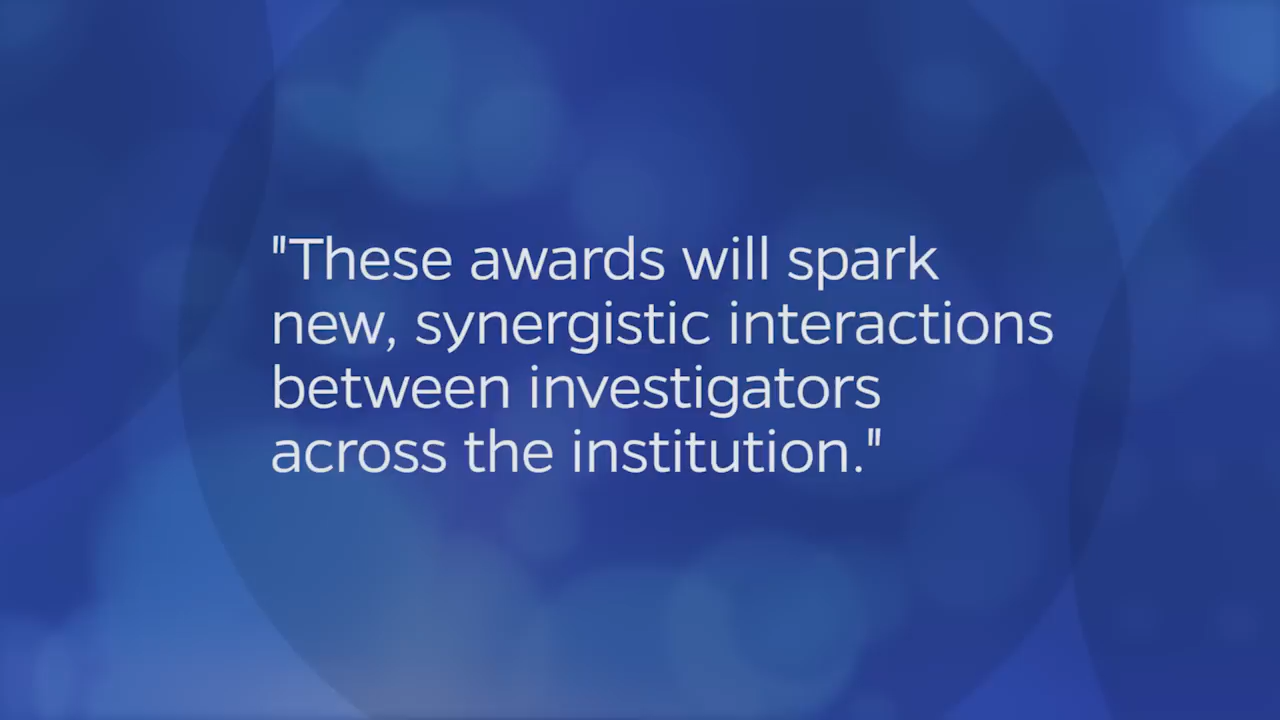 "These awards will spark
new, synergistic interactions
between investigators
across the institution."